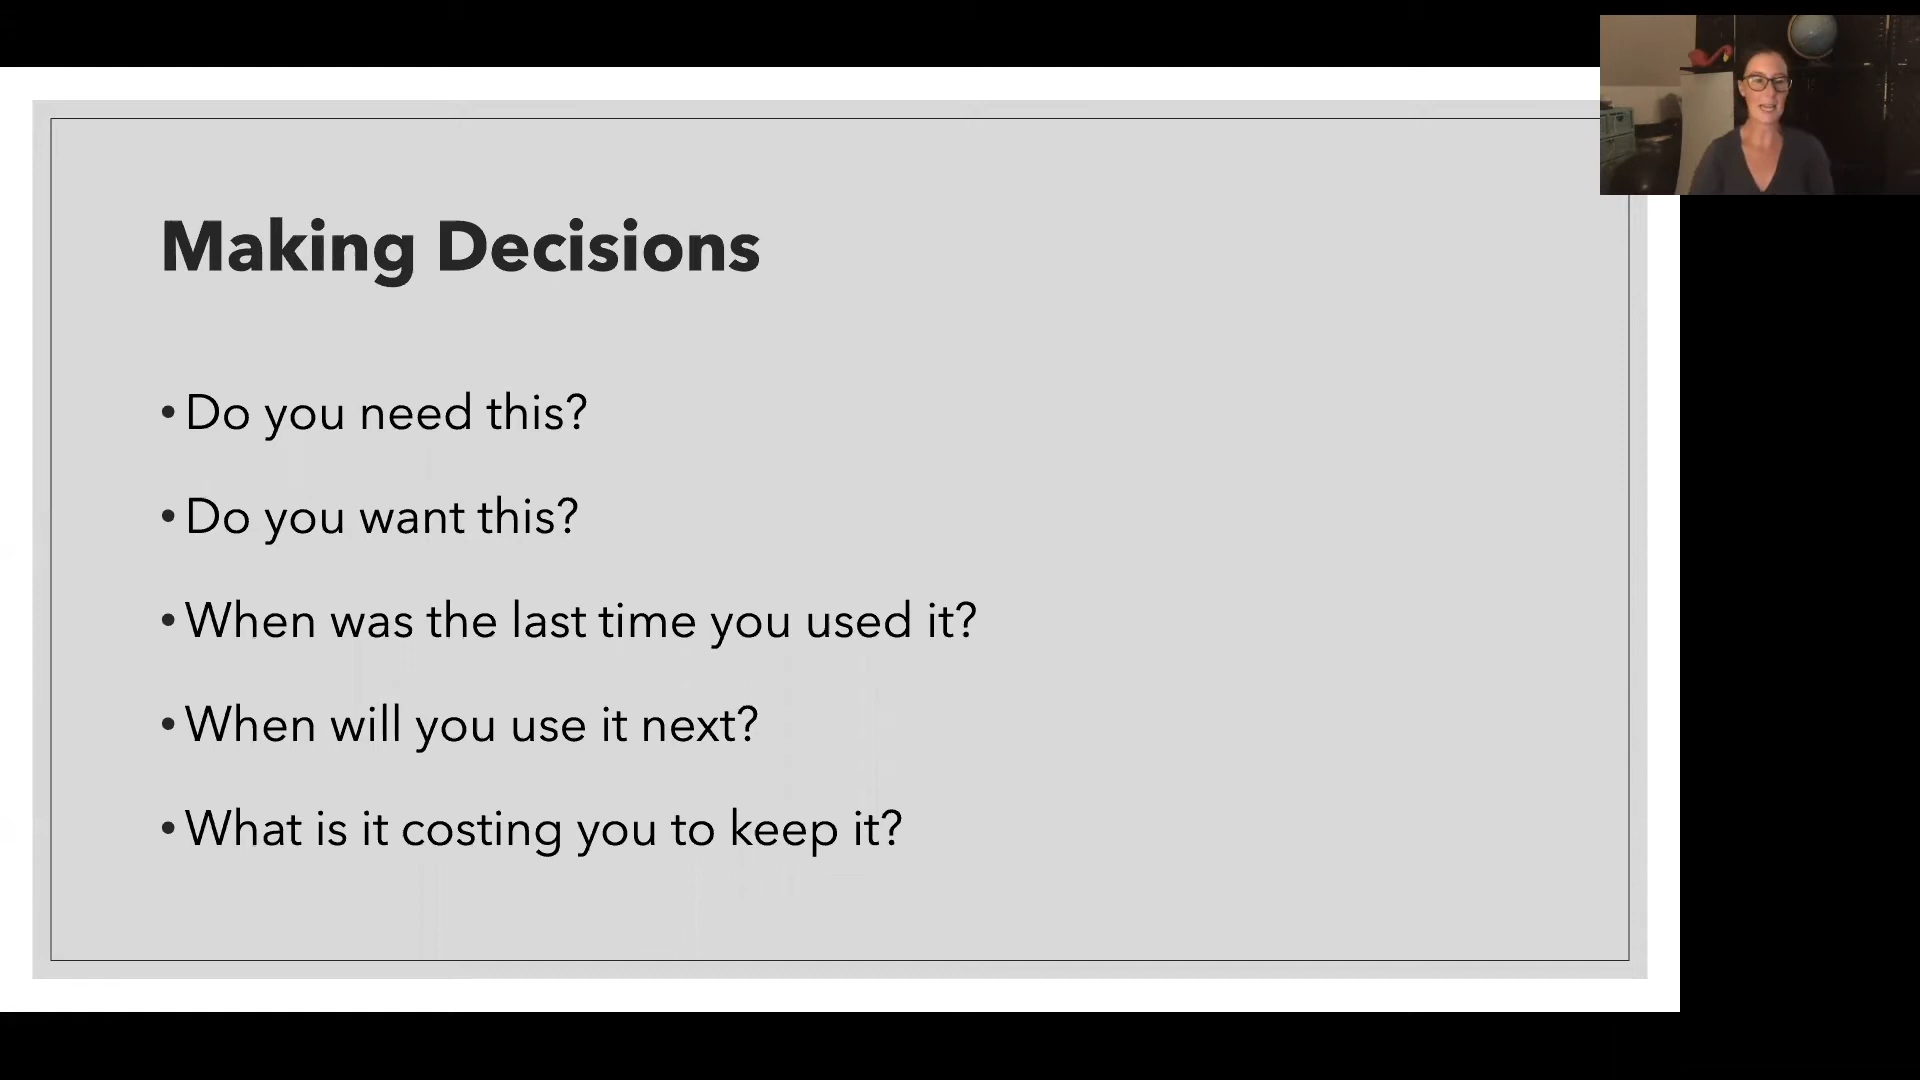 Making Decisions
• Do you need this?
• Do you want this?
• When was the last time you used it?
• When will you use it next?
• What is it costing you to keep it?